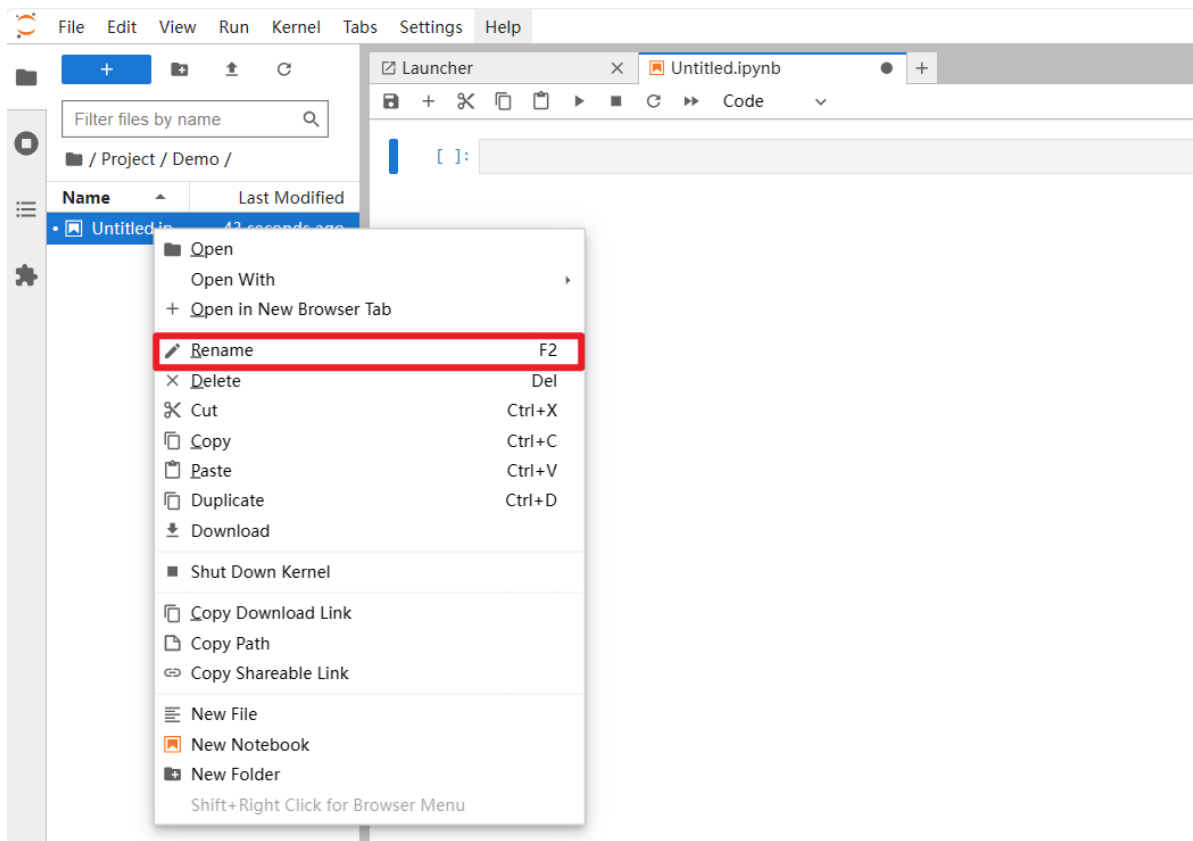 File Edit View Run Kernel Tabs Settings Help
Launcher Untitled.ipynb
Code
Filter files by name
/ Project / Demo /
[ ]:
Name Last Modified
Untitled.ip
Open
Open With
Open in New Browser Tab
Rename F2
Delete Del
Cut Ctrl+X
Copy Ctrl+C
Paste Ctrl+V
Duplicate Ctrl+D
Download
Shut Down Kernel
Copy Download Link
Copy Path
Copy Shareable Link
New File
New Notebook
New Folder
Shift+Right Click for Browser Menu